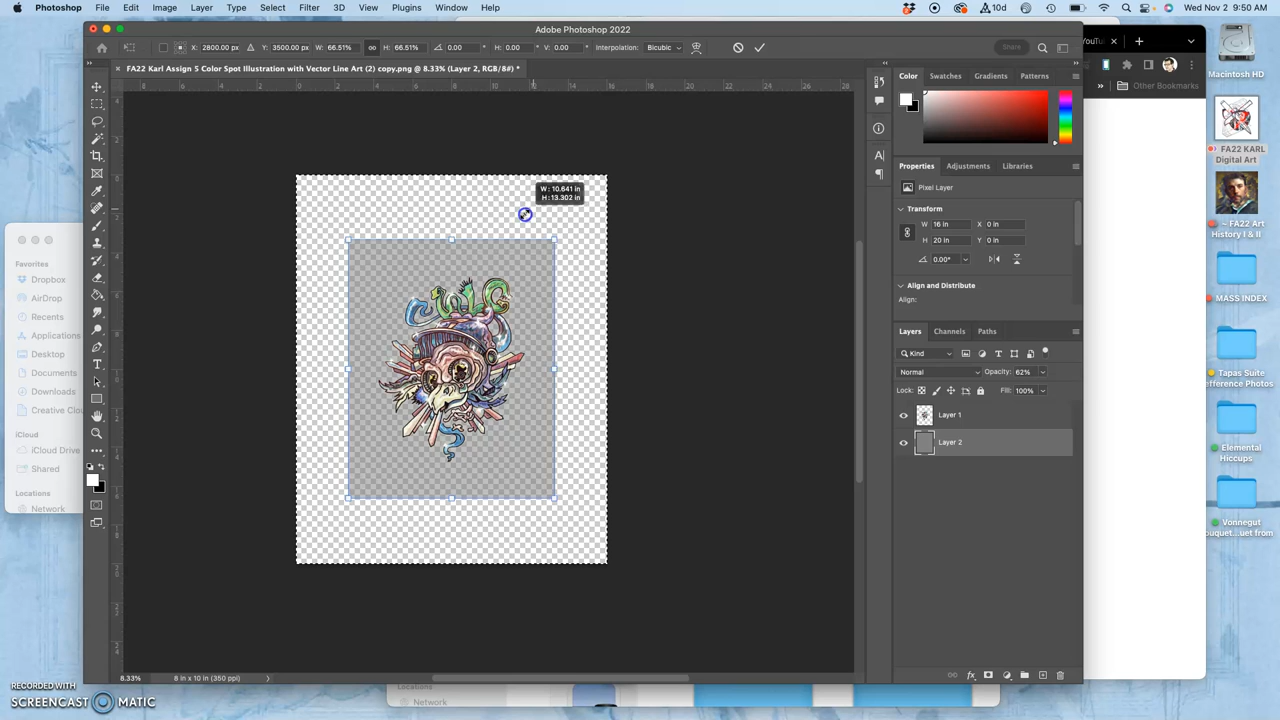 Photoshop File Edit Image Layer Type Select Filter 3D View Plugins Window Help 10d Wed Nov 2 9:50 AM
Adobe Photoshop 2022
X: 2800.00 px Y: 3500.00 px W: 66.51% H: 66.51% 0.00 ° H: 0.00 ° V: 0.00 ° Interpolation: Bicubic Share
FA22 Karl Assign 5 Color Spot Illustration with Vector Line Art (2) copy.png @ 8.33% (Layer 2, RGB/8#) *
W: 10.641 in
H: 13.302 in
Color Swatches Gradients Patterns
Properties Adjustments Libraries
Pixel Layer
Transform
W 16 in X 0 in
H 20 in Y 0 in
0.00°
Align and Distribute
Align:
Layers Channels Paths
Kind
Normal Opacity: 62%
Lock: Fill: 100%
Layer 1
Layer 2
8.33% 8 in x 10 in (350 ppi)
Favorites
Dropbox
AirDrop
Recents
Applications
Desktop
Documents
Downloads
Creative Clou
iCloud
iCloud Drive
Shared
Locations
Network
Locations
Network
Other Bookmarks
Macintosh HD
FA22 KARL
Digital Art
~ FA22 Art
History I & II
MASS INDEX
Tapas Suite
Elemental
Hiccups
Vonnegut
RECORDED WITH
SCREENCAST MATIC